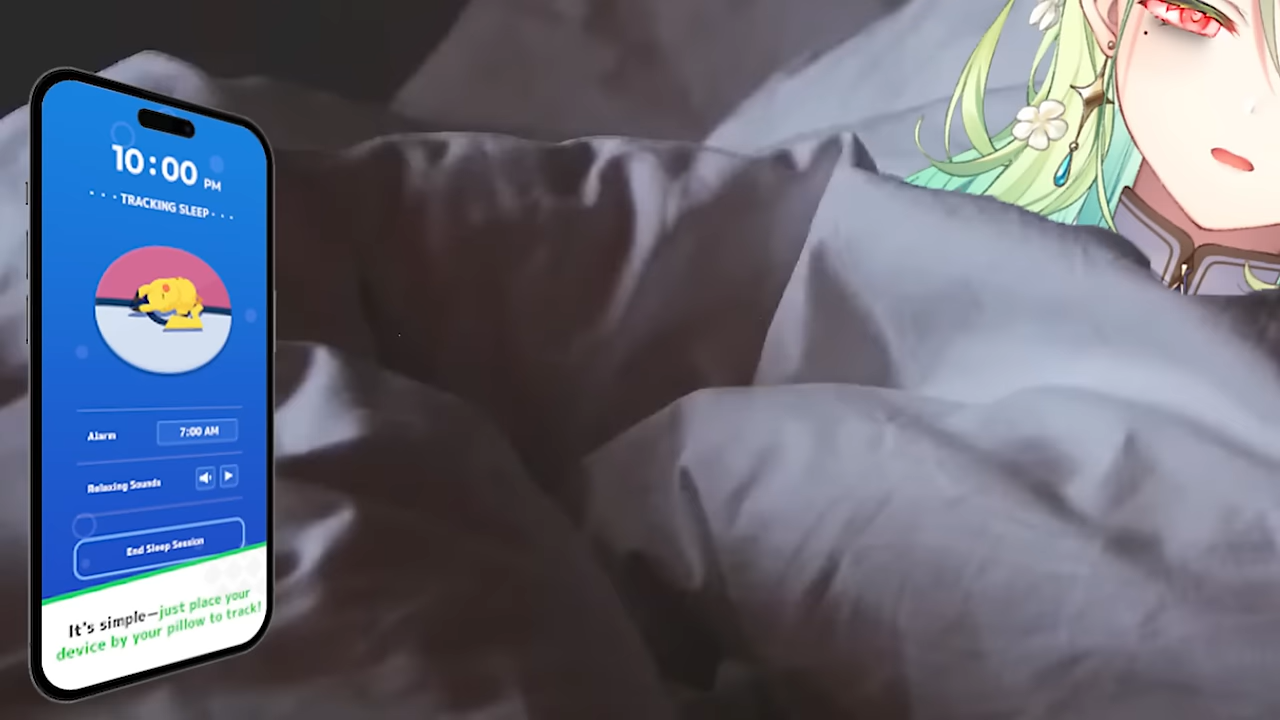 10:00 PM
· · · TRACKING SLEEP · · ·
Alarm 7:00 AM
Relaxing Sounds
End Sleep Session
It's simple—just place your
device by your pillow to track!